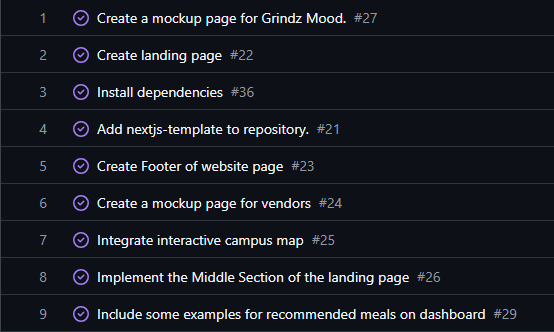 1 Create a mockup page for Grindz Mood. #27
2 Create landing page #22
3 Install dependencies #36
4 Add nextjs-template to repository. #21
5 Create Footer of website page #23
6 Create a mockup page for vendors #24
7 Integrate interactive campus map #25
8 Implement the Middle Section of the landing page #26
9 Include some examples for recommended meals on dashboard #29